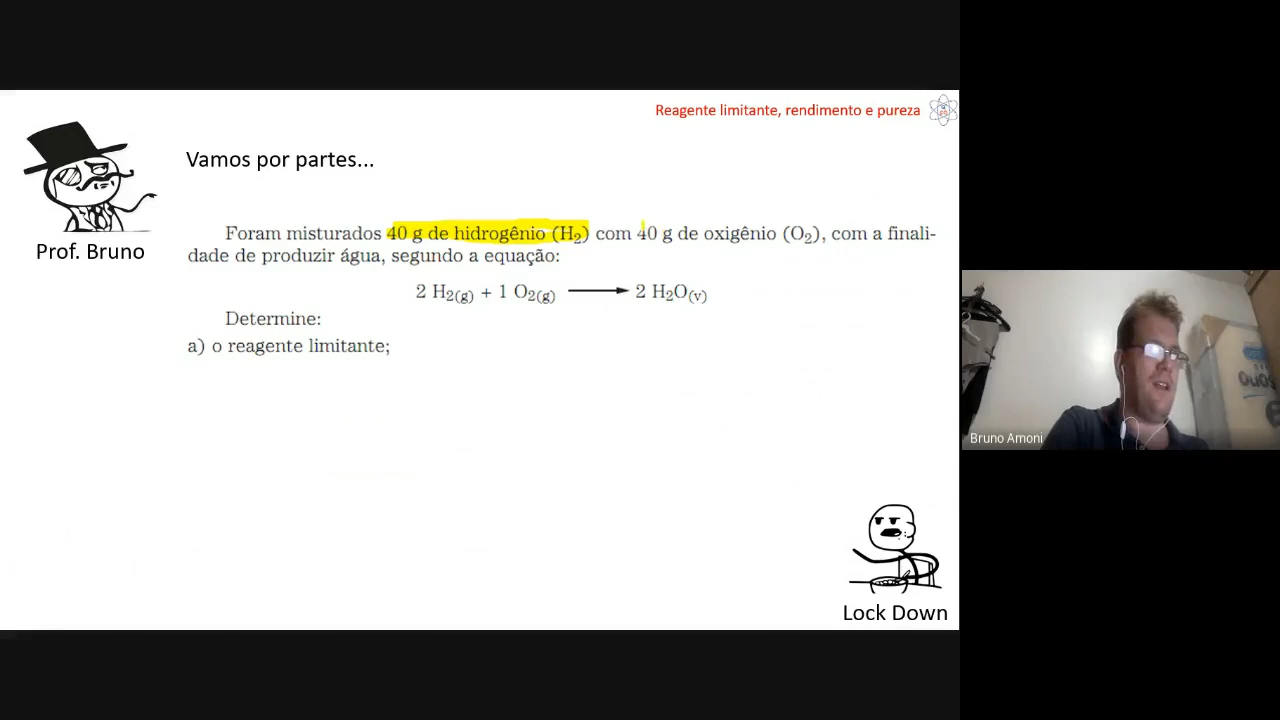 Reagente limitante, rendimento e pureza
Vamos por partes...
Prof. Bruno
Foram misturados 40 g de hidrogênio (H₂) com 40 g de oxigênio (O₂), com a finali-
dade de produzir água, segundo a equação:
2 H₂(g) + 1 O₂(g) ⟶ 2 H₂O(v)
Determine:
a) o reagente limitante;
Bruno Amoni
Lock Down